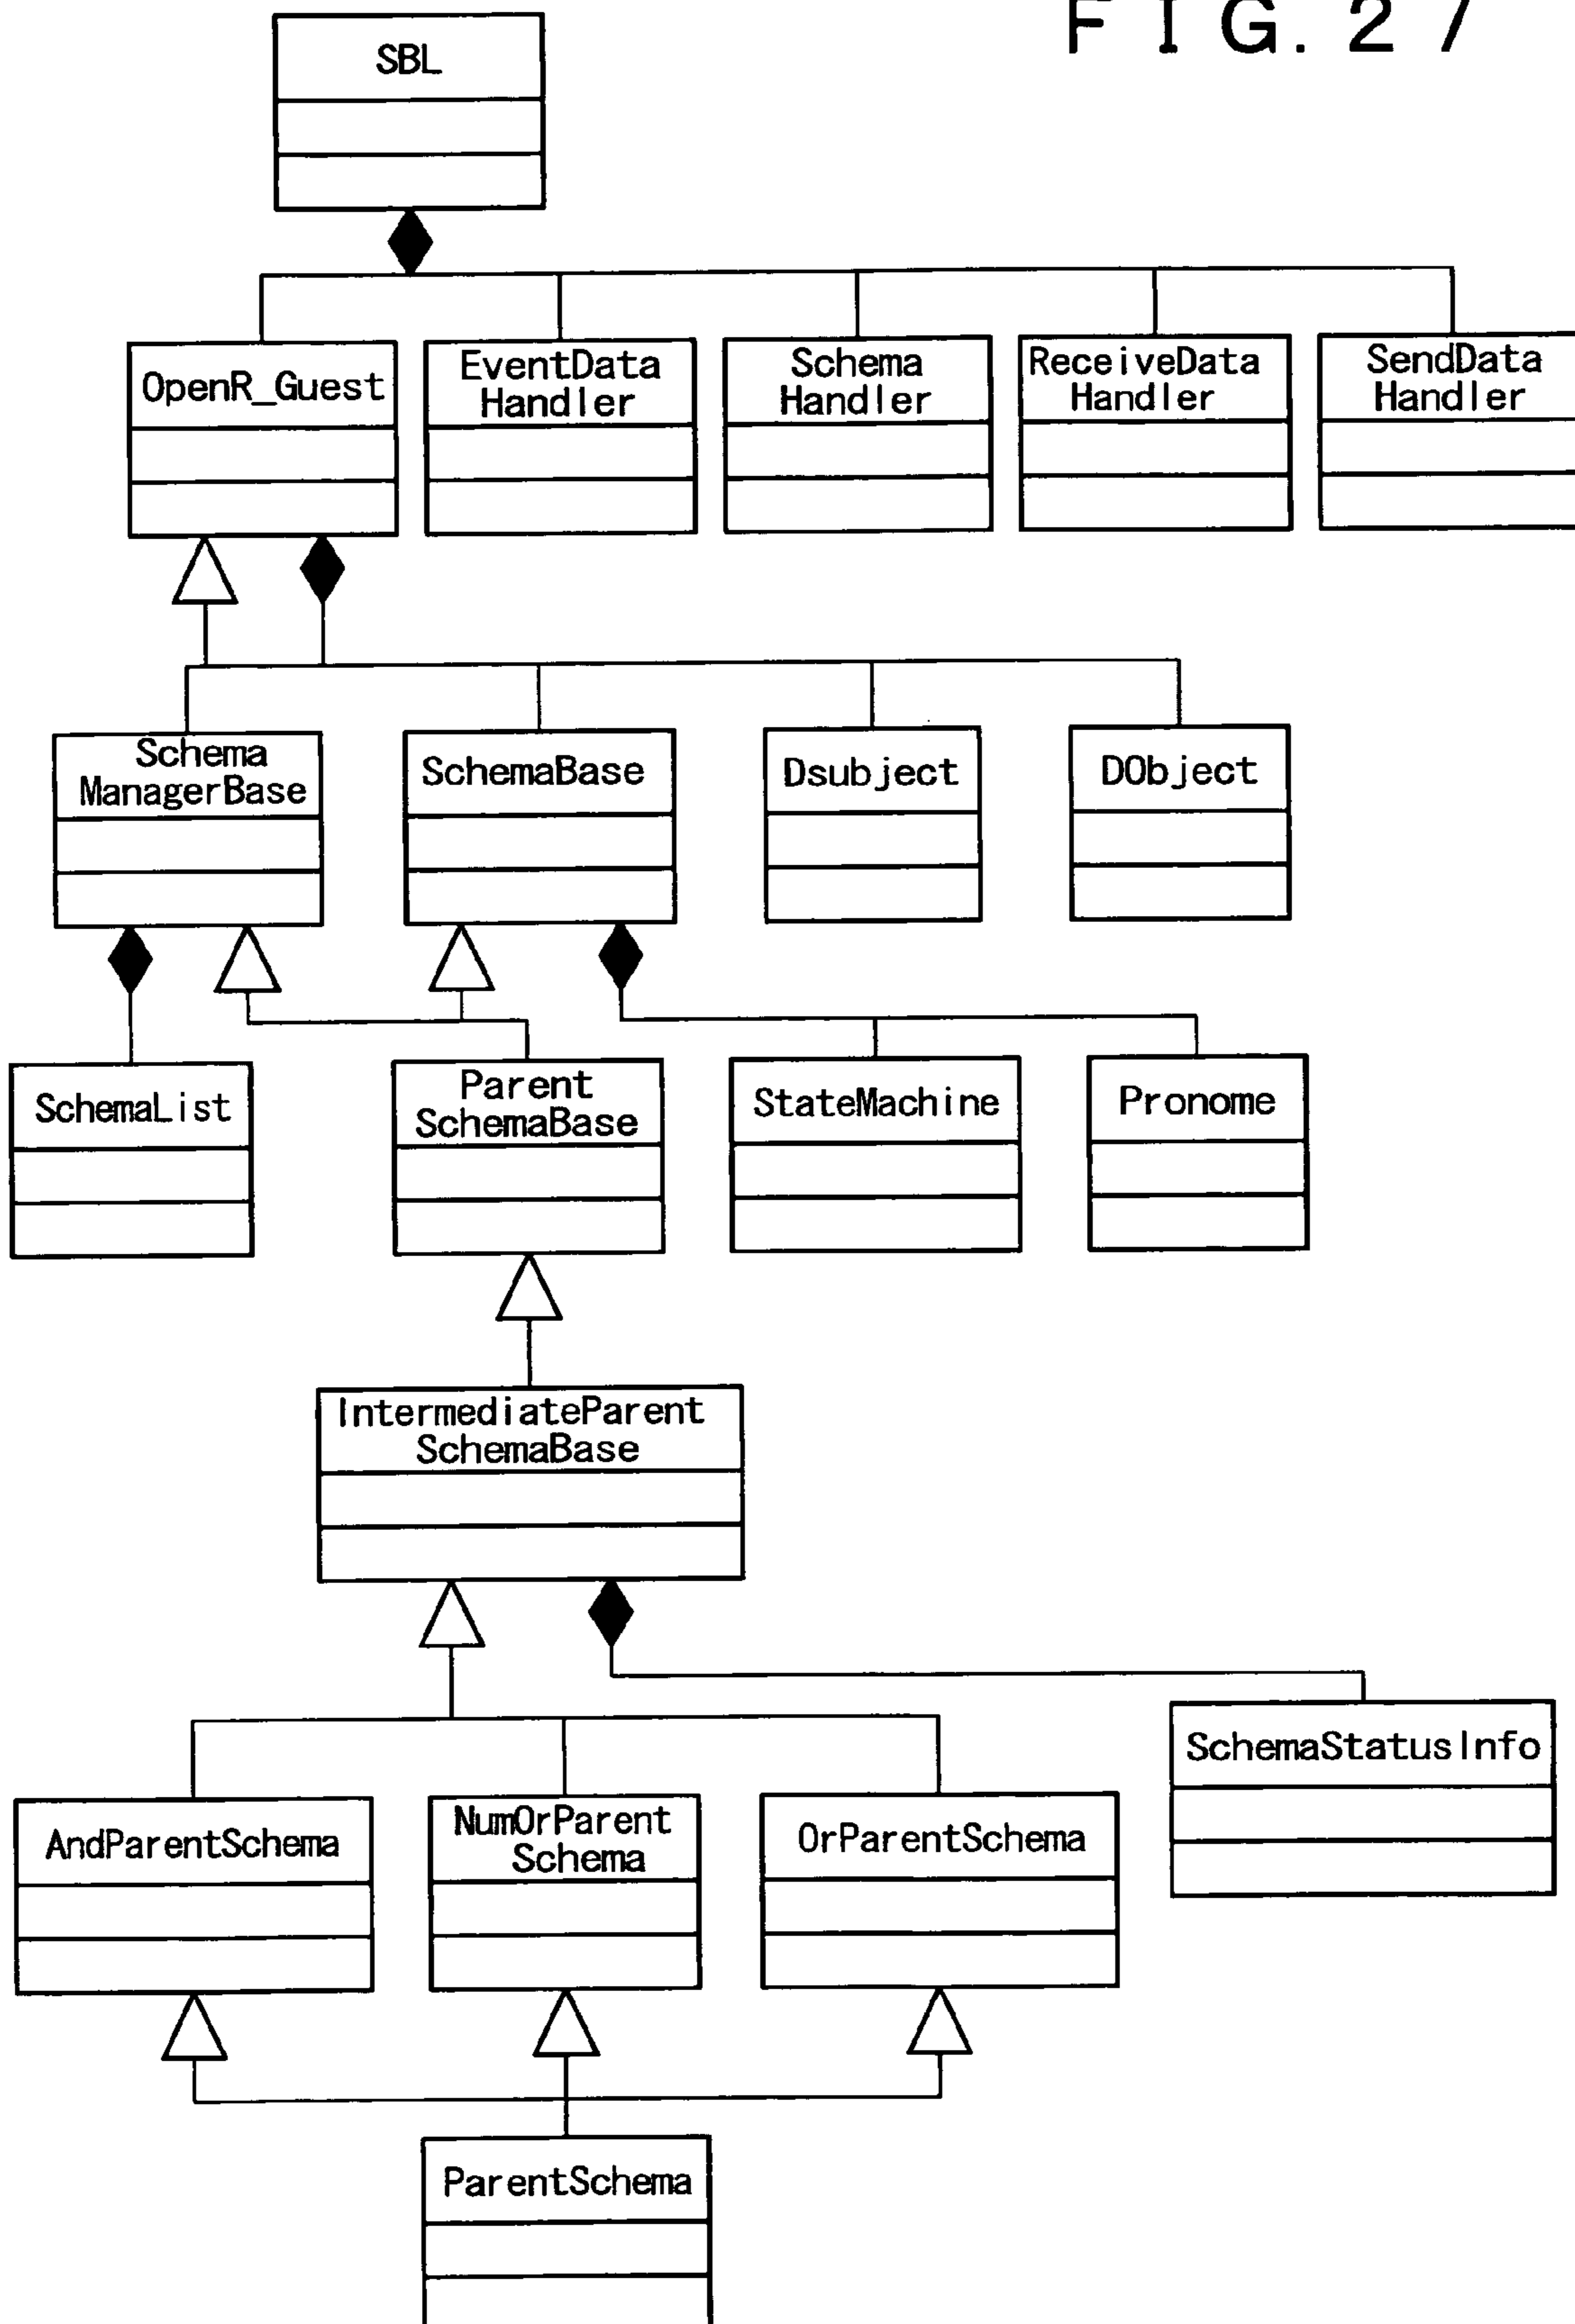 FIG. 27
SBL
OpenR_Guest
EventData
Handler
Schema
Handler
ReceiveData
Handler
SendData
Handler
Schema
ManagerBase
SchemaBase
Dsubject
DObject
SchemaList
Parent
SchemaBase
StateMachine
Pronome
IntermediateParent
SchemaBase
SchemaStatusInfo
AndParentSchema
NumOrParent
Schema
OrParentSchema
ParentSchema